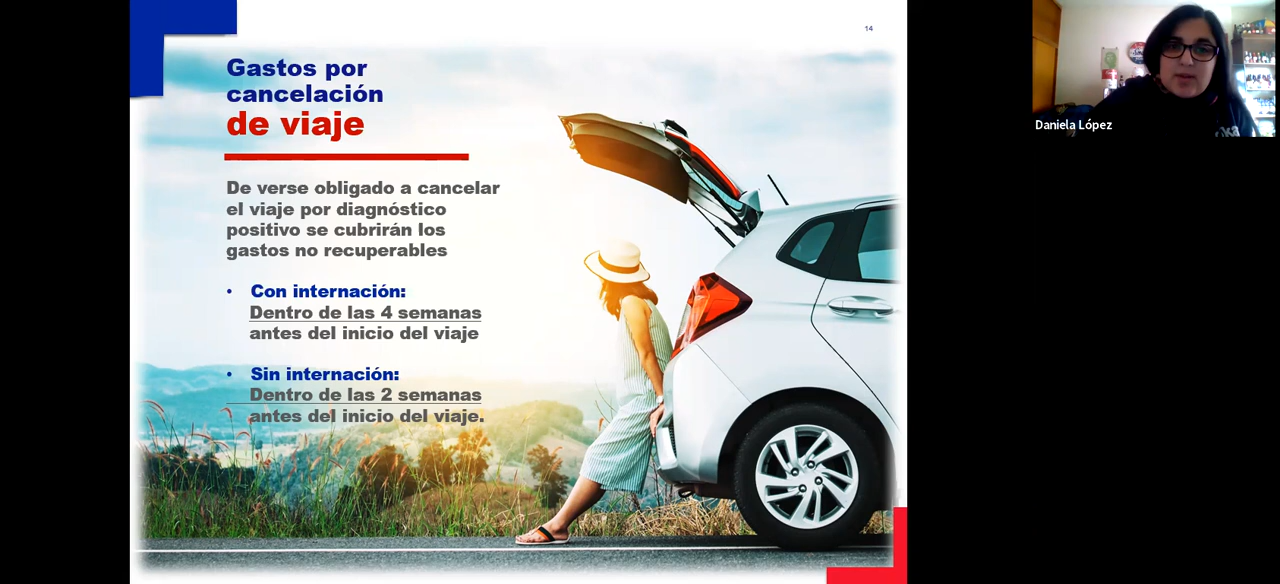 14
Gastos por
cancelación
de viaje
De verse obligado a cancelar
el viaje por diagnóstico
positivo se cubrirán los
gastos no recuperables
• Con internación:
Dentro de las 4 semanas
antes del inicio del viaje
• Sin internación:
Dentro de las 2 semanas
antes del inicio del viaje.
Daniela López